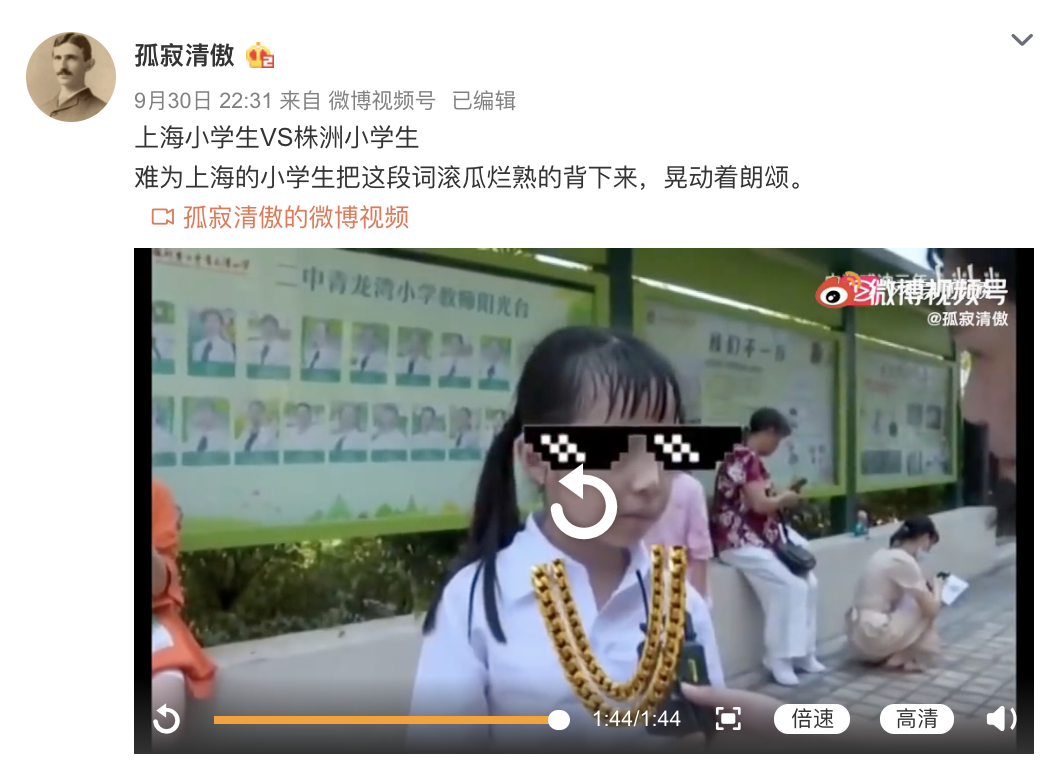 孤寂清傲
2
9月30日 22:31 来自 微博视频号 已编辑
上海小学生VS株洲小学生
难为上海的小学生把这段词滚瓜烂熟的背下来，晃动着朗颂。
孤寂清傲的微博视频
二中青龙湾小学教师阳光台
我们不一样
微博视频号
@孤寂清傲
1:44/1:44
倍速
高清